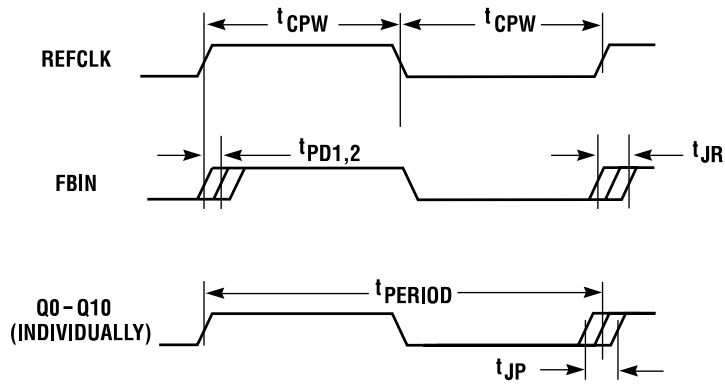 tCPW tCPW
REFCLK
tPD1,2 tJR
FBIN
tPERIOD
Q0–Q10
(INDIVIDUALLY)
tJP